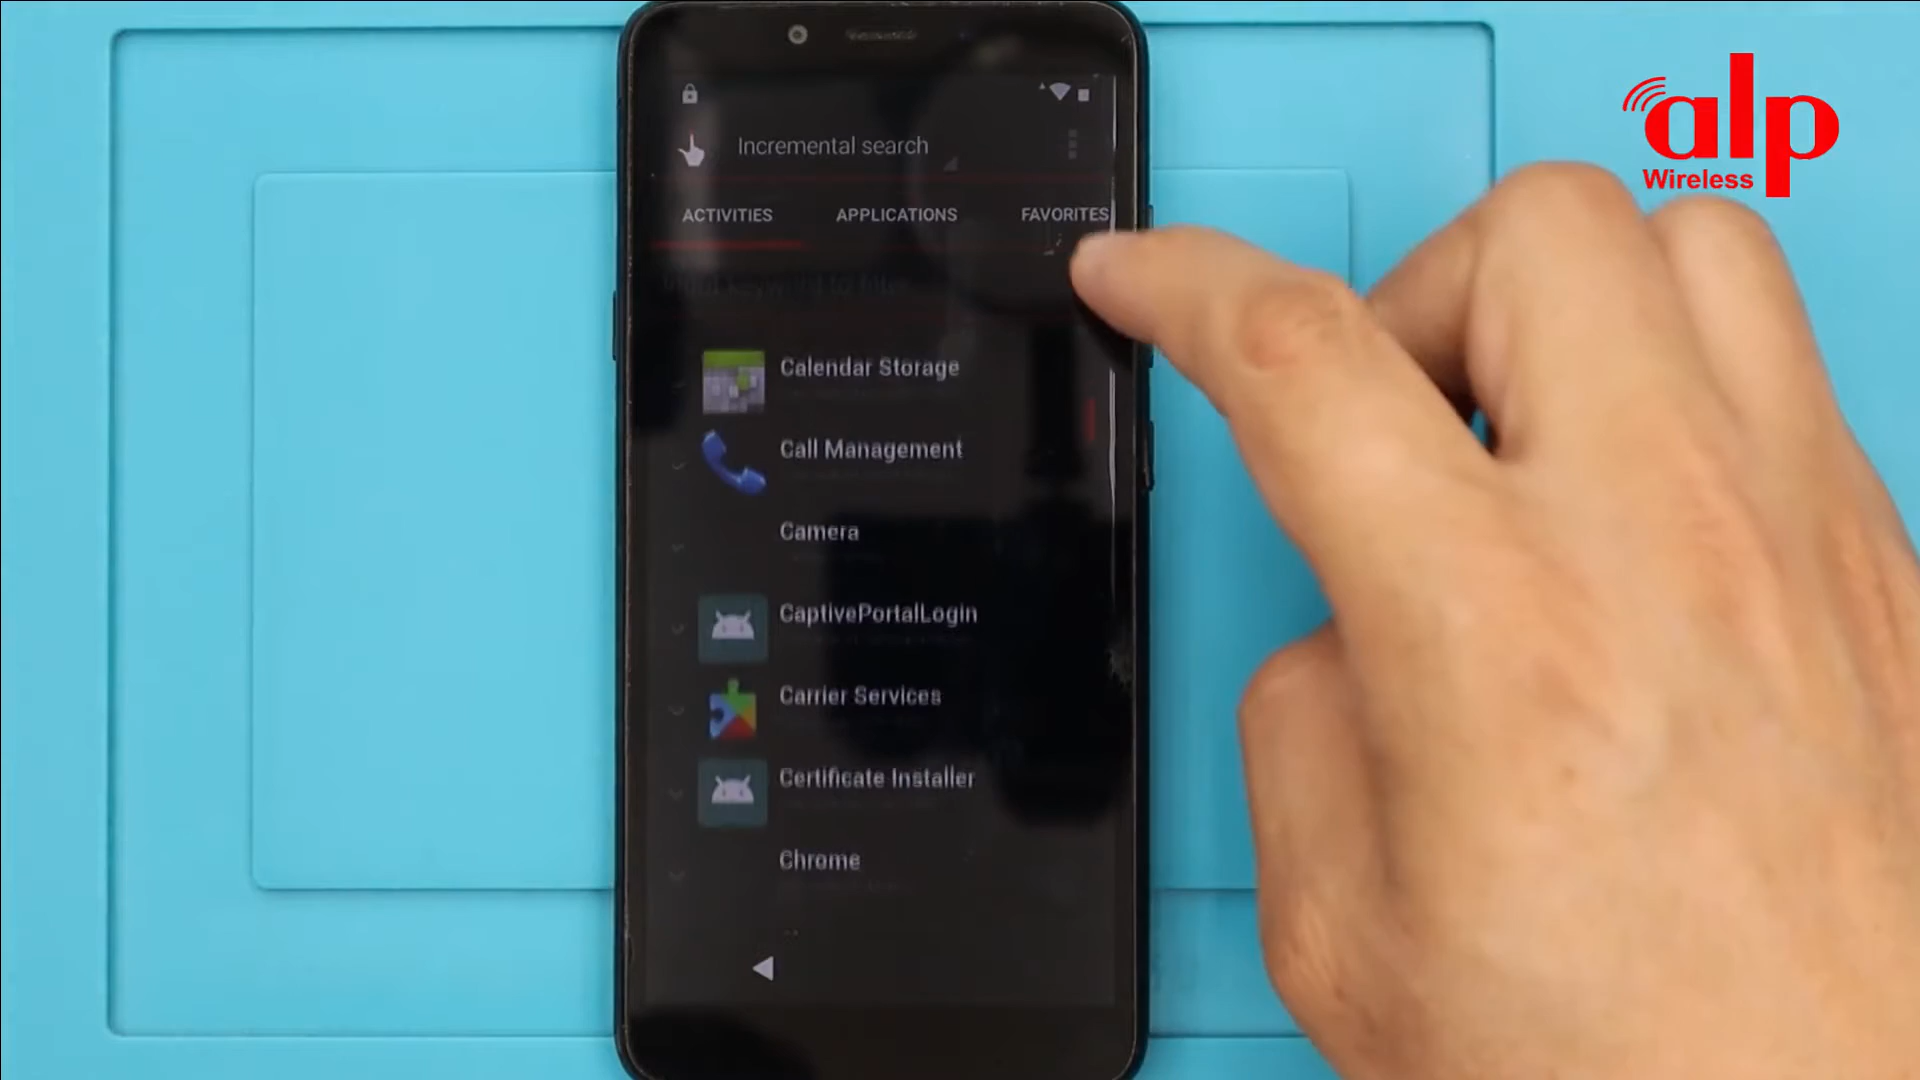 alp
Wireless
Incremental search
ACTIVITIES
APPLICATIONS
FAVORITES
Calendar Storage
Call Management
Camera
CaptivePortalLogin
Carrier Services
Certificate Installer
Chrome